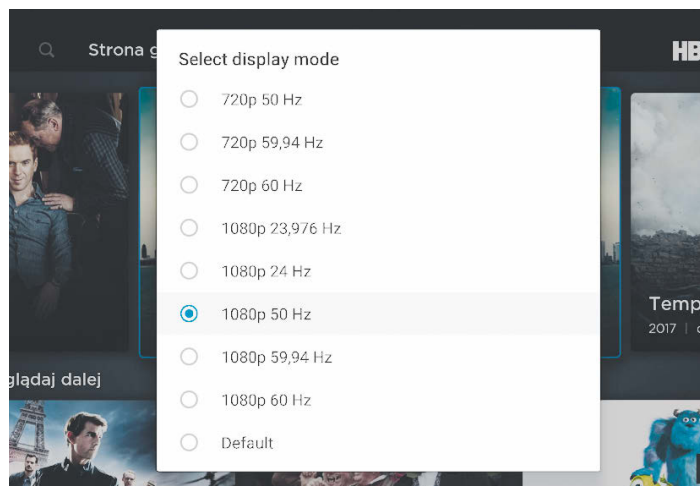 Strona g
HB
Select display mode
720p 50 Hz
720p 59,94 Hz
720p 60 Hz
1080p 23,976 Hz
1080p 24 Hz
1080p 50 Hz
1080p 59,94 Hz
1080p 60 Hz
Default
Temp
2017
glądaj dalej